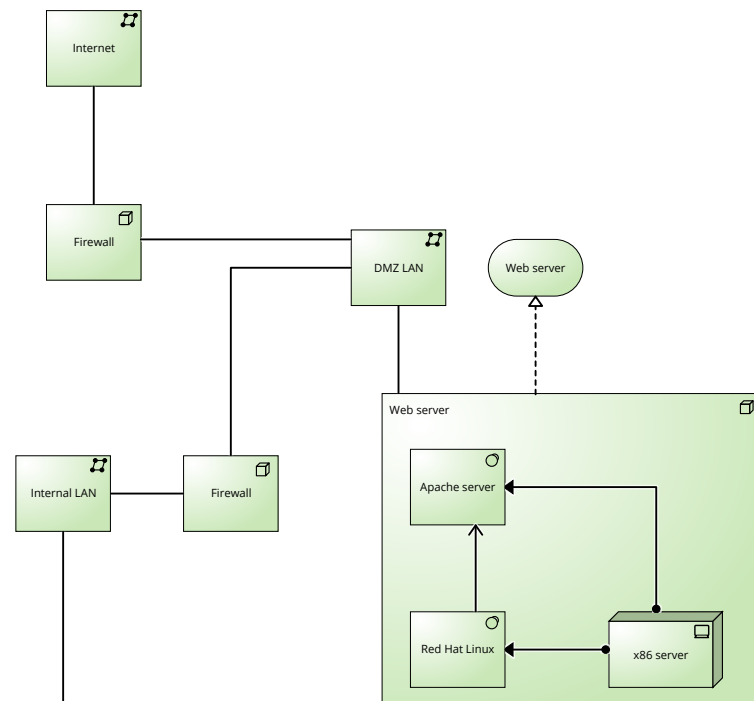 Internet
Firewall
DMZ LAN
Web server
Web server
Internal LAN
Firewall
Apache server
Red Hat Linux
x86 server